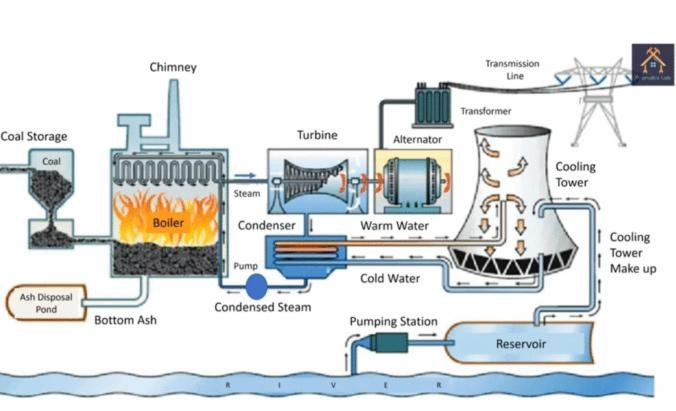 Chimney
Transmission
Line
Transformer
Coal Storage
Coal
Turbine
Alternator
Steam
Cooling
Tower
Boiler
Condenser
Warm Water
Cooling
Tower
Make up
Pump
Cold Water
Ash Disposal
Pond
Bottom Ash
Condensed Steam
Pumping Station
Reservoir
R I V E R